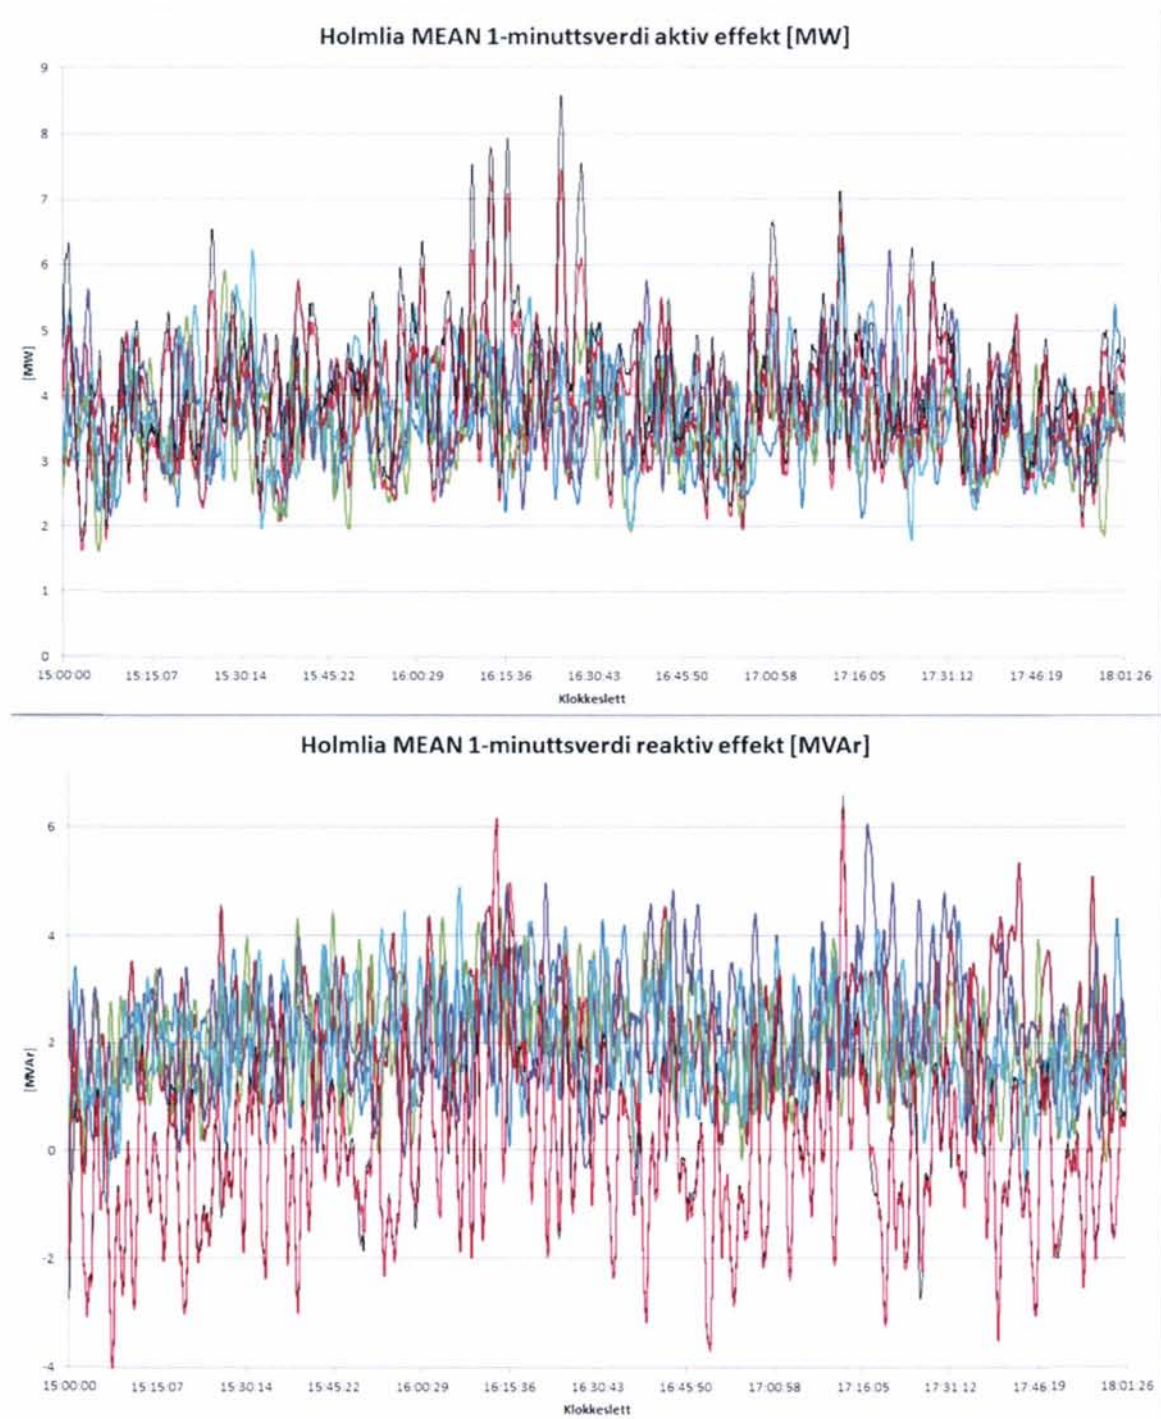 Holmlia MEAN 1-minuttsverdi aktiv effekt [MW]
9
8
7
6
5
4
3
2
1
0
[MW]
15:00:00 15:15:07 15:30:14 15:45:22 16:00:29 16:15:36 16:30:43 16:45:50 17:00:58 17:16:05 17:31:12 17:46:19 18:01:26
Klokkeslett
Holmlia MEAN 1-minuttsverdi reaktiv effekt [MVAr]
6
4
2
0
-2
-4
[MVAr]
15:00:00 15:15:07 15:30:14 15:45:22 16:00:29 16:15:36 16:30:43 16:45:50 17:00:58 17:16:05 17:31:12 17:46:19 18:01:26
Klokkeslett